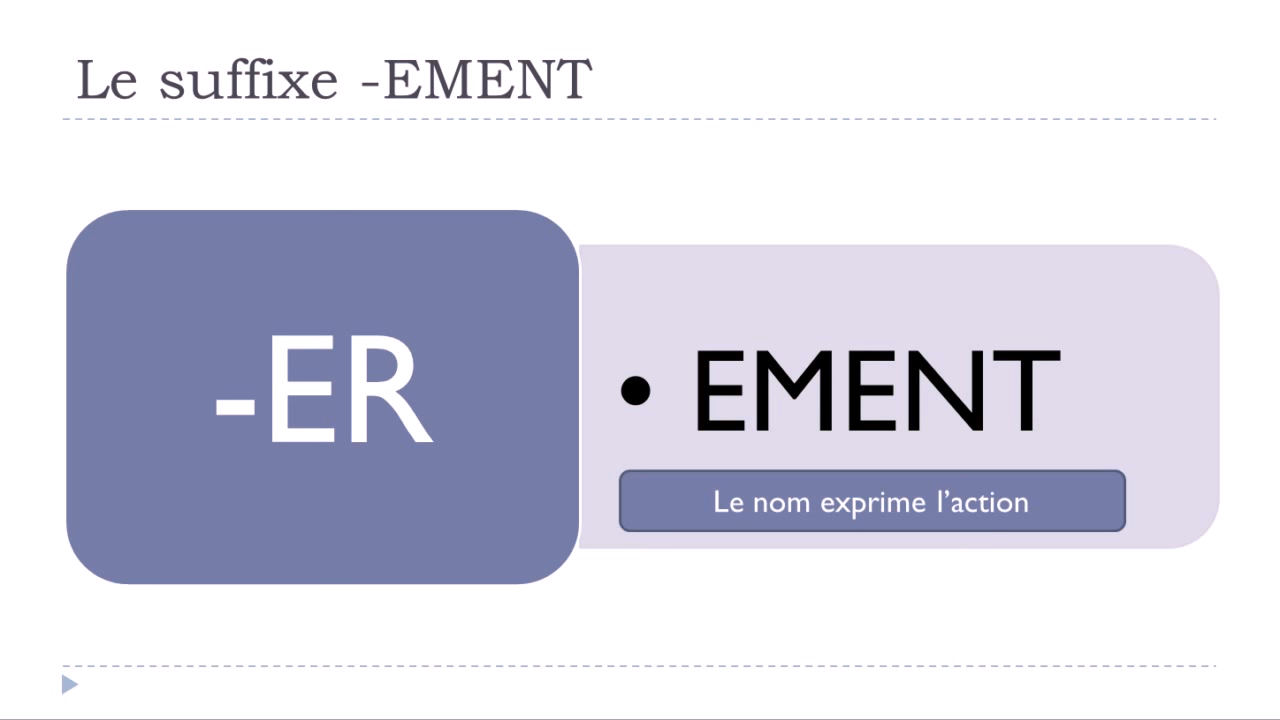 Le suffixe -EMENT
-ER
• EMENT
Le nom exprime l’action